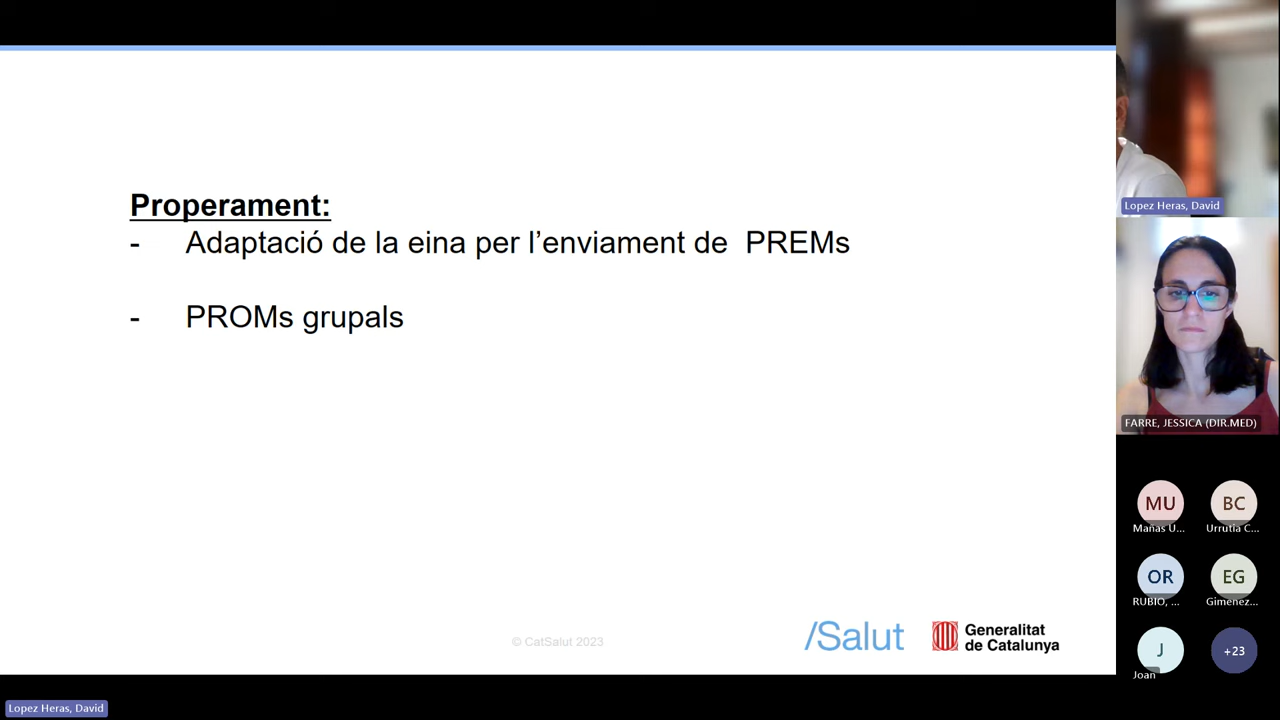 Properament:
- Adaptació de la eina per l’enviament de PREMs
- PROMs grupals
© CatSalut 2023
/Salut
Generalitat
de Catalunya
Lopez Heras, David
FARRE, JESSICA (DIR.MED)
MU
BC
Mañas U...
Urrutia C...
OR
EG
RUBIO, ...
Gimenez...
J
+23
Joan
Lopez Heras, David